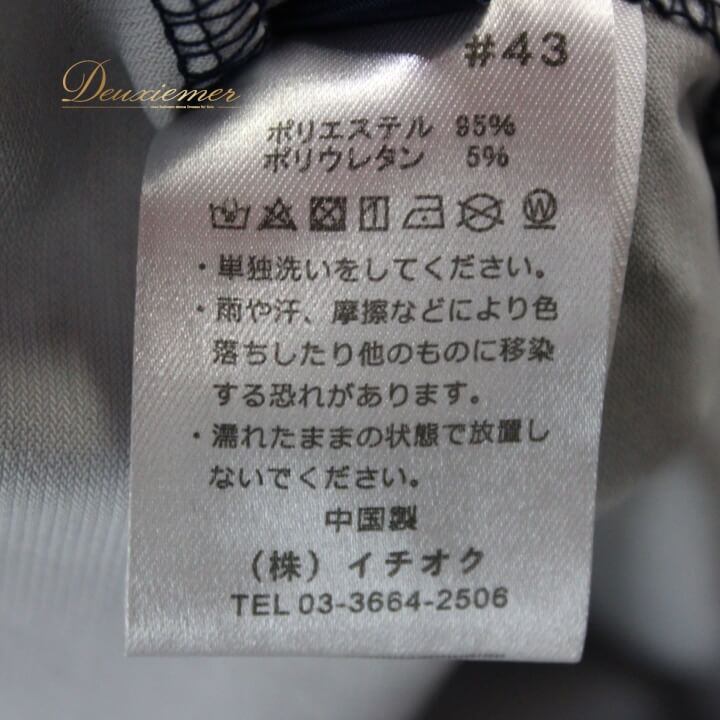 Deuxiemer
#43
ポリエステル 95%
ポリウレタン 5%
・単独洗いをしてください。
・雨や汗、摩擦などにより色
落ちしたり他のものに移染
する恐れがあります。
・濡れたままの状態で放置し
ないでください。
中国製
（株）イチオク
TEL 03-3664-2506